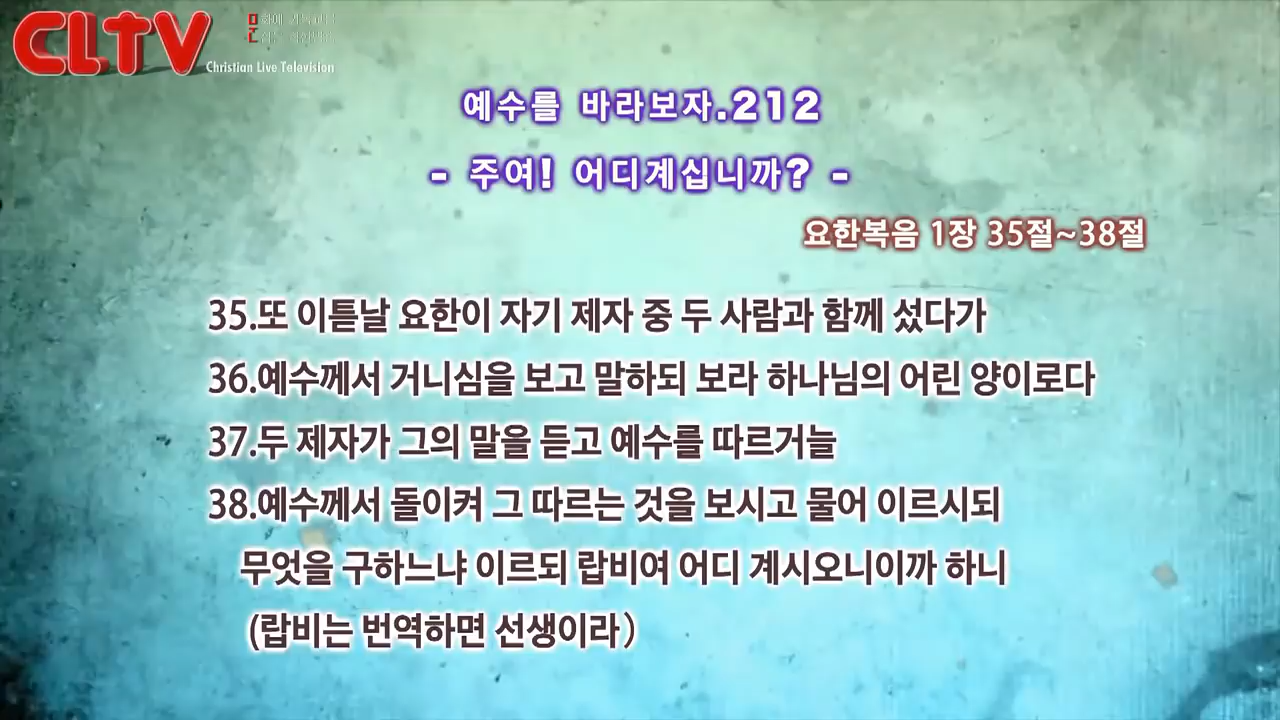 CLTV
Christian Live Television
예수를 바라보자.212
- 주여! 어디계십니까? -
요한복음 1장 35절~38절
35.또 이튿날 요한이 자기 제자 중 두 사람과 함께 섰다가
36.예수께서 거니심을 보고 말하되 보라 하나님의 어린 양이로다
37.두 제자가 그의 말을 듣고 예수를 따르거늘
38.예수께서 돌이켜 그 따르는 것을 보시고 물어 이르시되
무엇을 구하느냐 이르되 랍비여 어디 계시오니이까 하니
(랍비는 번역하면 선생이라)